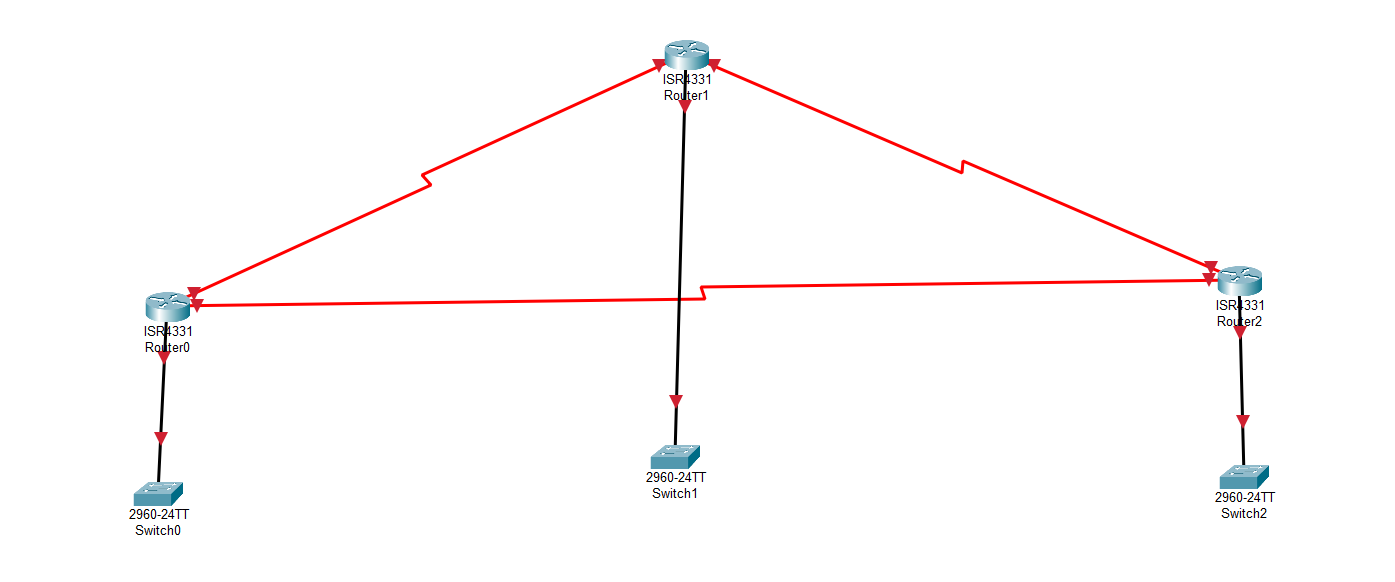 ISR4331
Router1
ISR4331
Router2
ISR4331
Router0
2960-24TT
Switch1
2960-24TT
Switch2
2960-24TT
Switch0